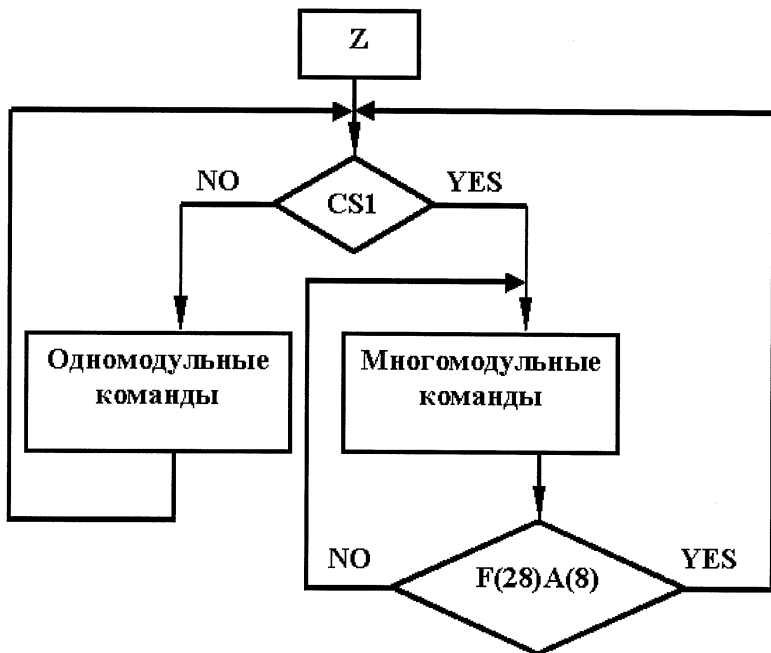 Z
NO
YES
CS1
Одномодульные
команды
Многомодульные
команды
NO
YES
F(28)A(8)